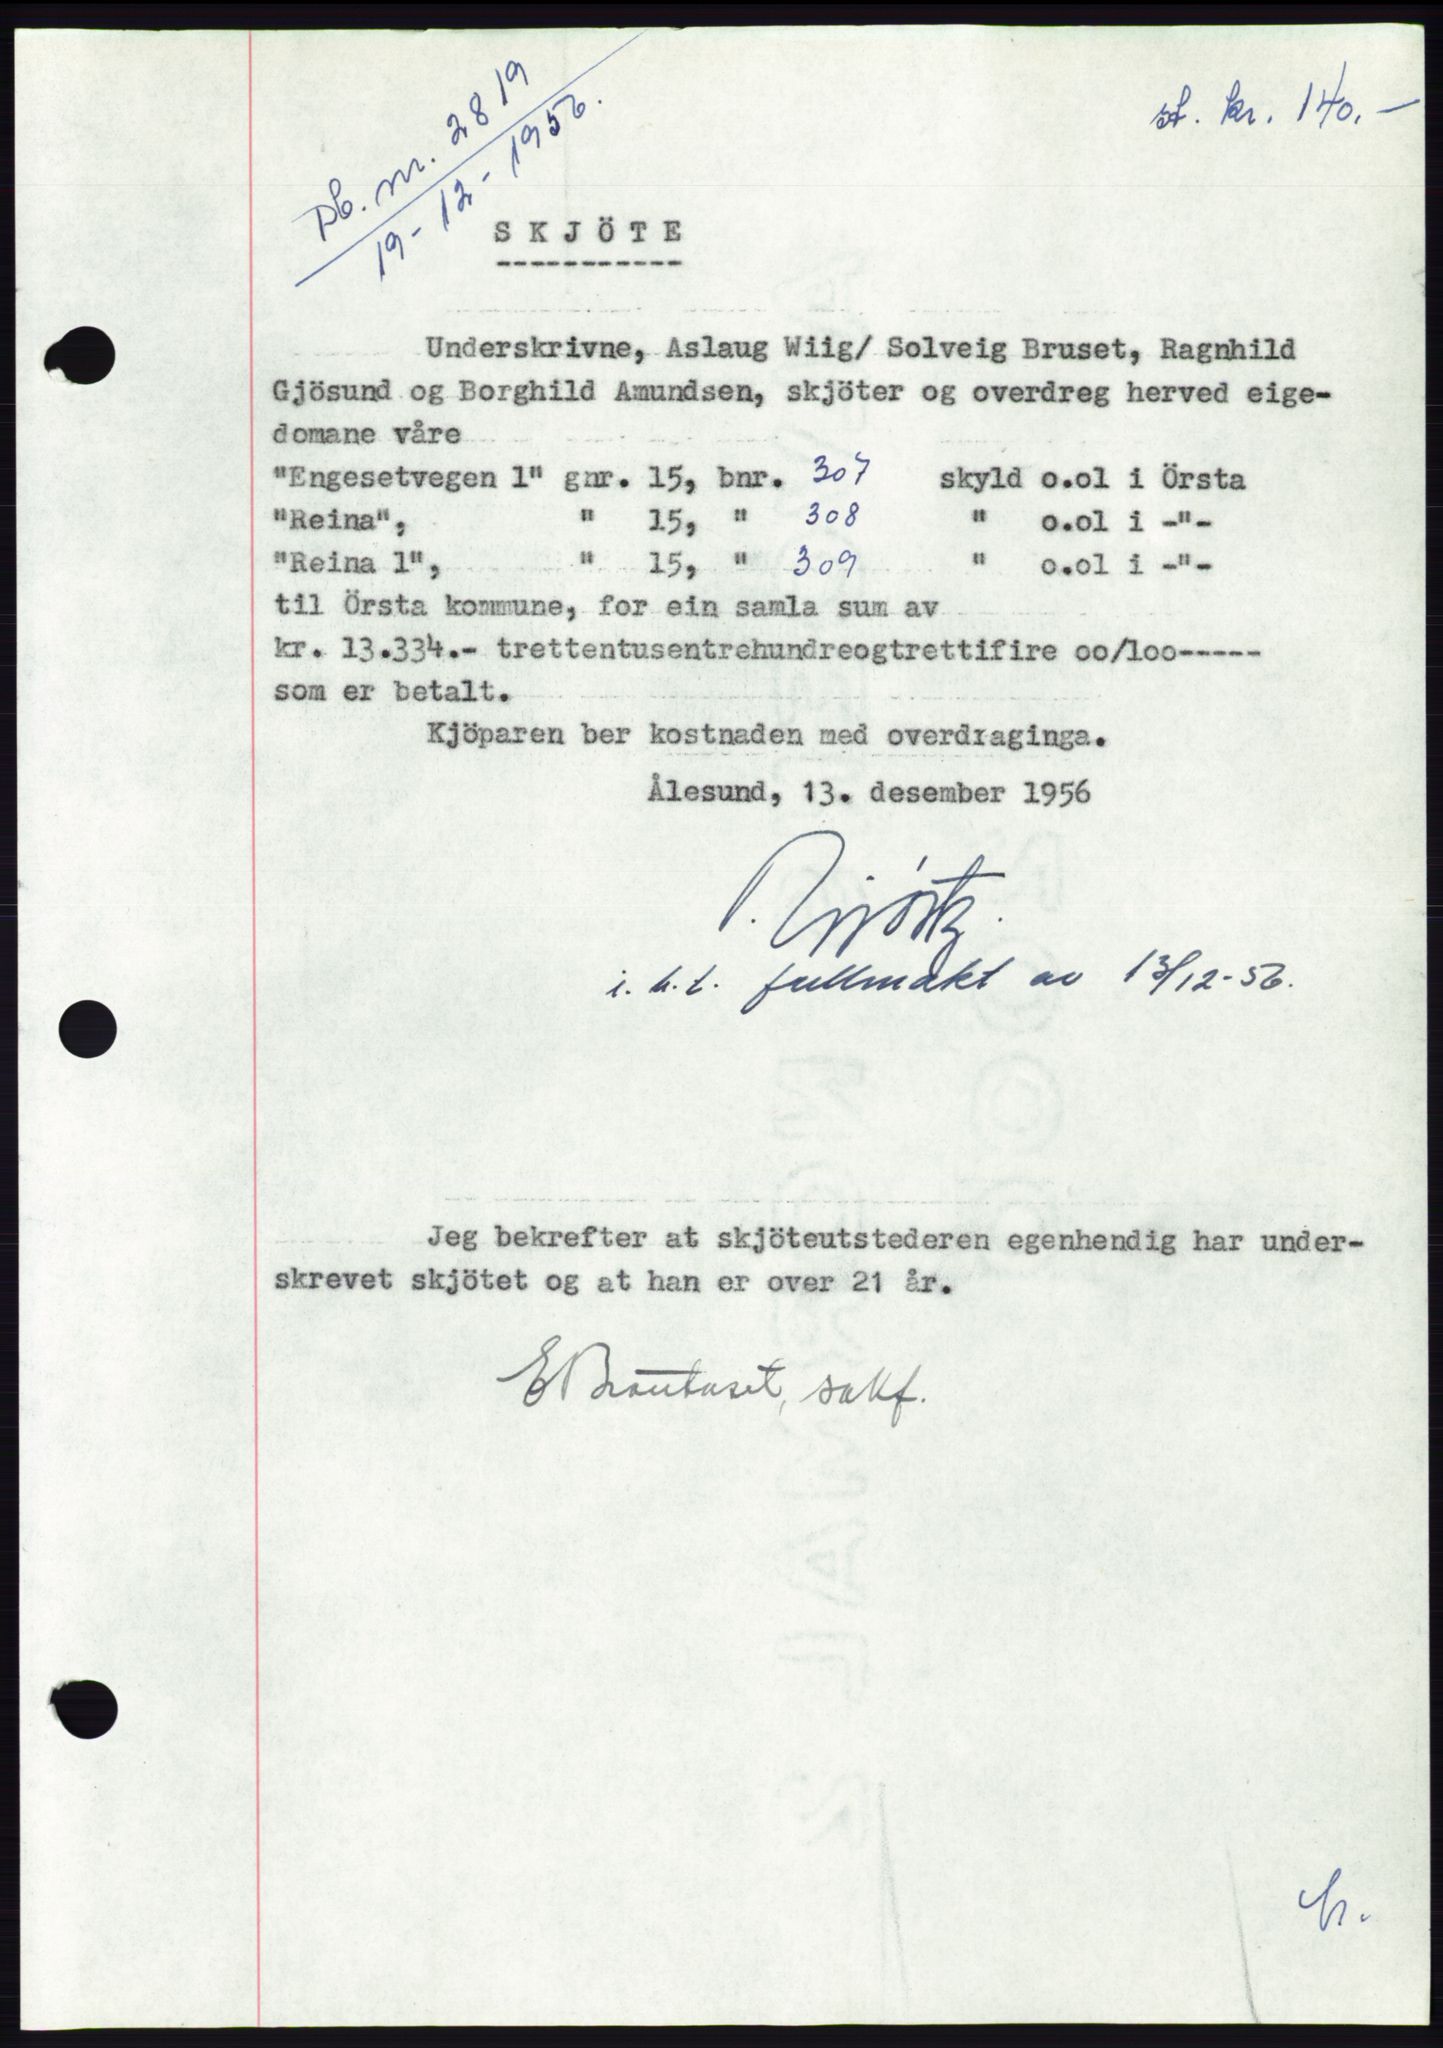 Db. nr. 2819
19-12-1956.
st. kr. 140.-
SKJÖTE
-----------
Underskrivne, Aslaug Wiig/ Solveig Bruset, Ragnhild
Gjösund og Borghild Amundsen, skjöter og overdreg herved eige-
domane våre
"Engesetvegen 1" gnr. 15, bnr. 307 skyld o.ol i Örsta
"Reina", " 15, " 308 " o.ol i -"-
"Reina 1", " 15, " 309 " o.ol i -"-
til Örsta kommune, for ein samla sum av
kr. 13.334.- trettentusentrehundreogtrettifire oo/loo-----
som er betalt.
Kjöparen ber kostnaden med overdraginga.
Ålesund, 13. desember 1956
i.h.t. fullmakt av 13/12-56.
Jeg bekrefter at skjöteutstederen egenhendig har under-
skrevet skjötet og at han er over 21 år.
sakf.